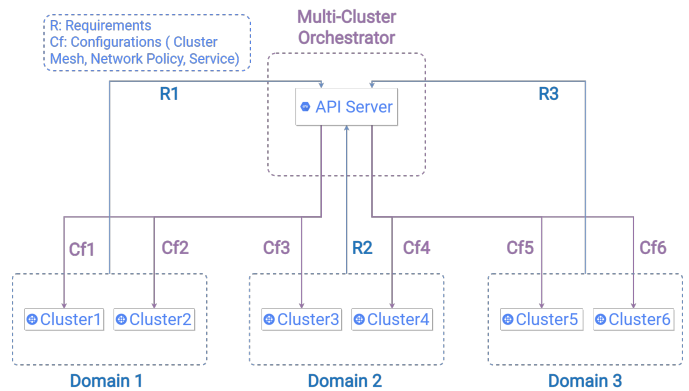 Multi-Cluster
Orchestrator
R: Requirements
Cf: Configurations ( Cluster
Mesh, Network Policy, Service)
R1
API Server
R3
Cf1
Cf2
Cf3
R2
Cf4
Cf5
Cf6
Cluster1
Cluster2
Cluster3
Cluster4
Cluster5
Cluster6
Domain 1
Domain 2
Domain 3